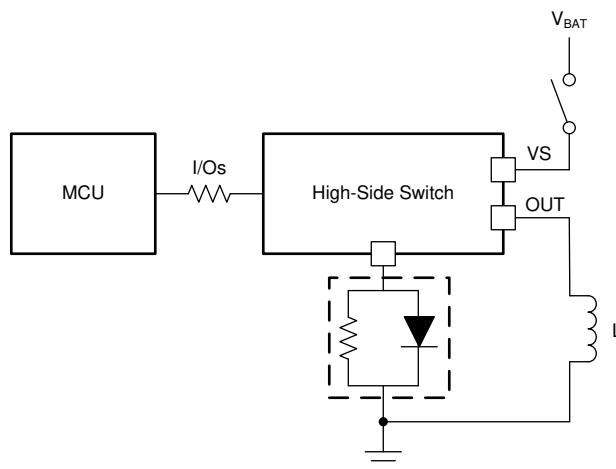 V_BAT
MCU
I/Os
High-Side Switch
VS
OUT
L